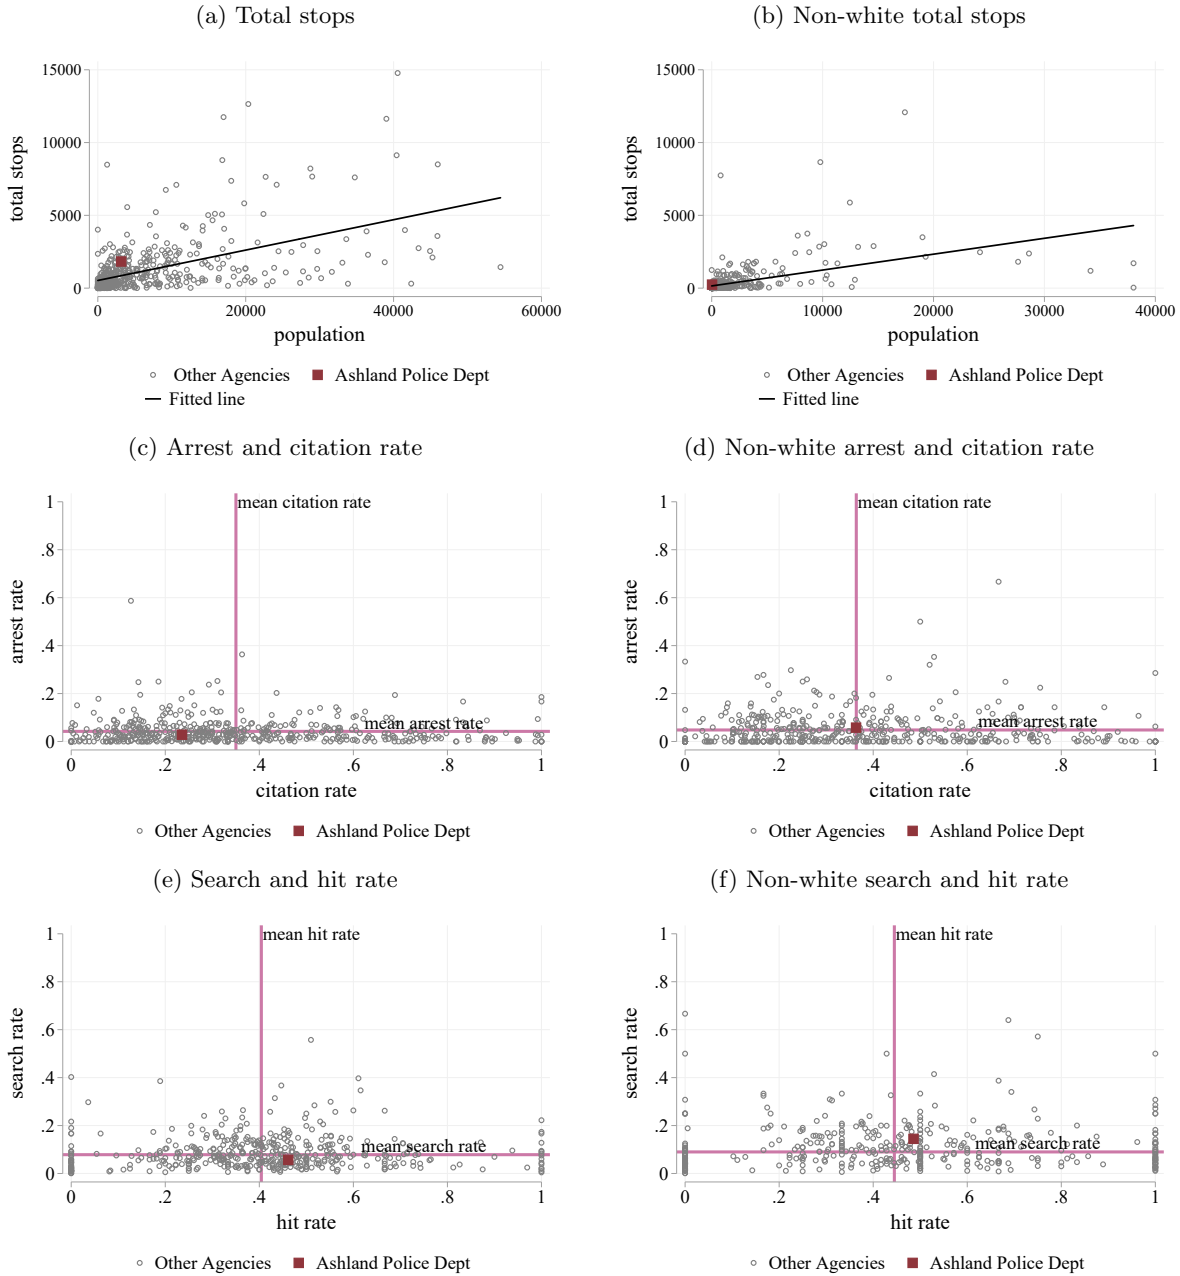 (a) Total stops
15000
10000
5000
0
total stops
0 20000 40000 60000
population
Other Agencies Ashland Police Dept
Fitted line
(b) Non-white total stops
15000
10000
5000
0
total stops
0 10000 20000 30000 40000
population
Other Agencies Ashland Police Dept
Fitted line
(c) Arrest and citation rate
mean citation rate
1
.8
.6
.4
.2
0
arrest rate
mean arrest rate
0 .2 .4 .6 .8 1
citation rate
Other Agencies Ashland Police Dept
(d) Non-white arrest and citation rate
mean citation rate
1
.8
.6
.4
.2
0
arrest rate
mean arrest rate
0 .2 .4 .6 .8 1
citation rate
Other Agencies Ashland Police Dept
(e) Search and hit rate
mean hit rate
1
.8
.6
.4
.2
0
search rate
mean search rate
0 .2 .4 .6 .8 1
hit rate
Other Agencies Ashland Police Dept
(f) Non-white search and hit rate
mean hit rate
1
.8
.6
.4
.2
0
search rate
mean search rate
0 .2 .4 .6 .8 1
hit rate
Other Agencies Ashland Police Dept